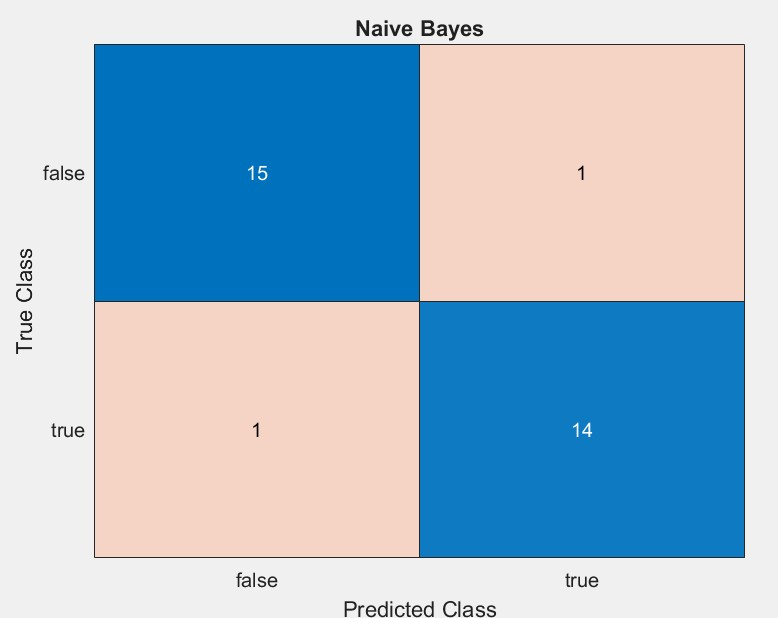 Naive Bayes
false
15
1
True Class
true
1
14
false
true
Predicted Class